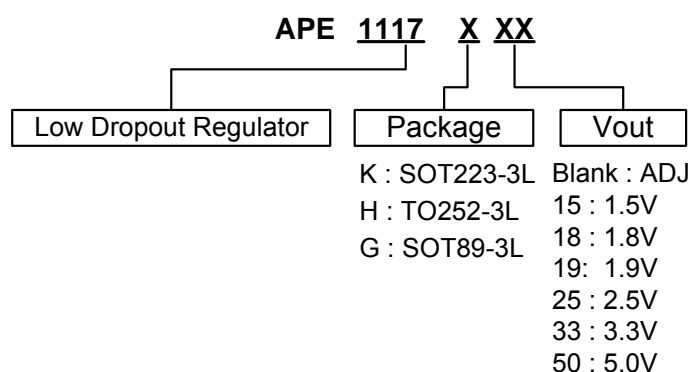 APE 1117 X XX
Low Dropout Regulator
Package
Vout
K : SOT223-3L
H : TO252-3L
G : SOT89-3L
Blank : ADJ
15 : 1.5V
18 : 1.8V
19: 1.9V
25 : 2.5V
33 : 3.3V
50 : 5.0V